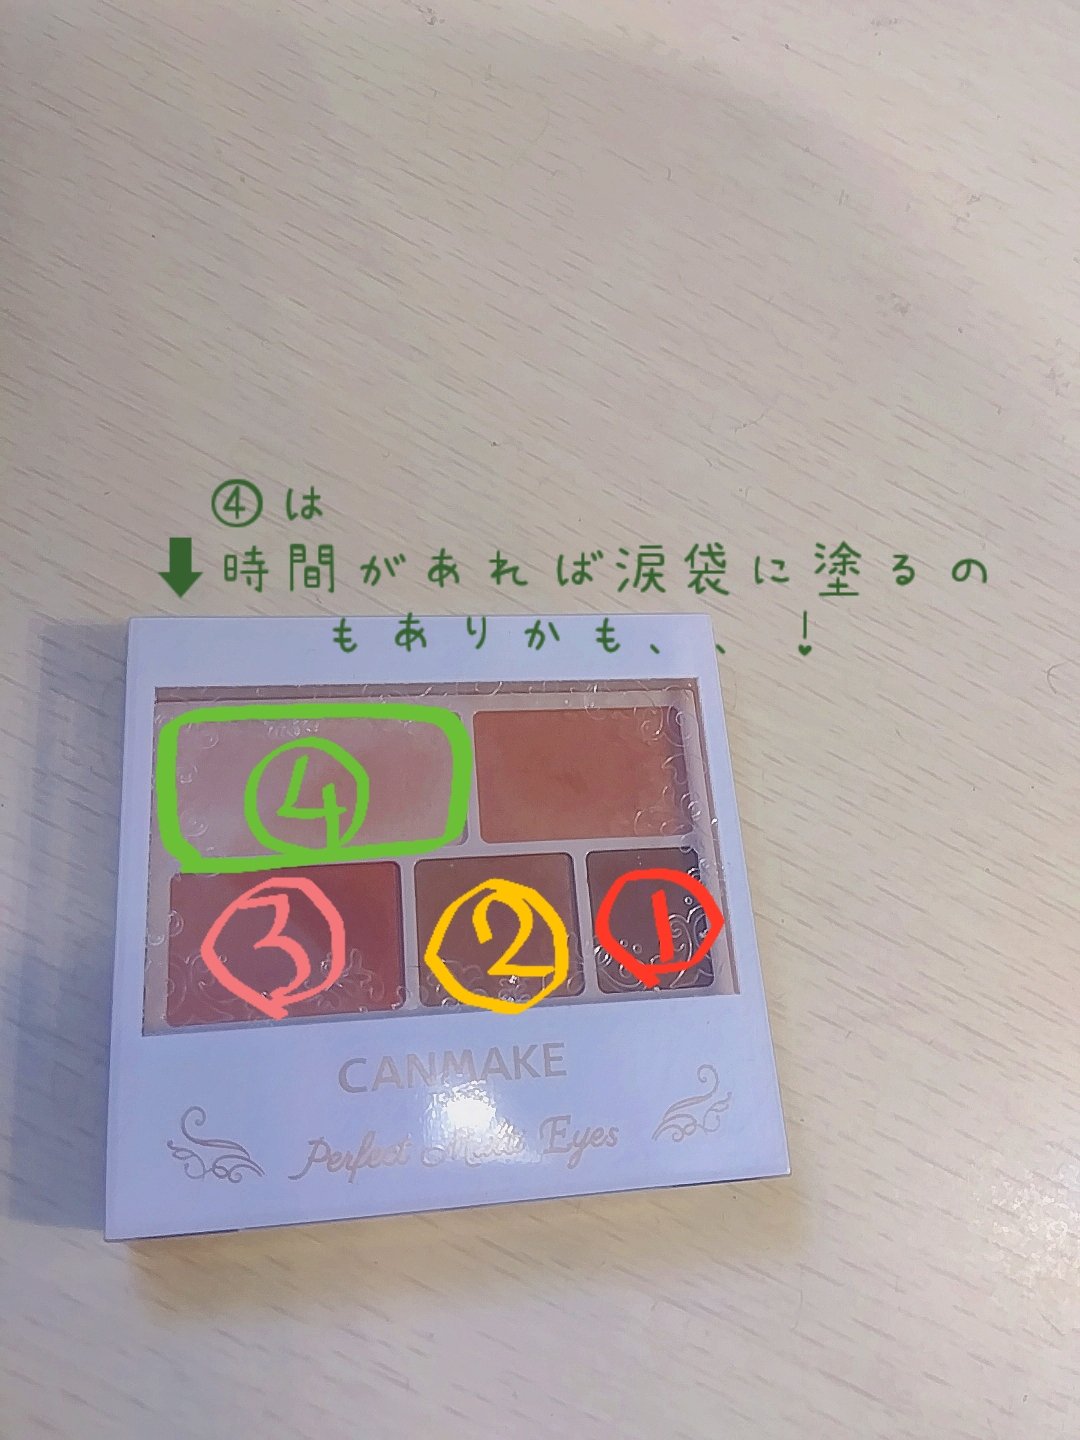 ④は
時間があれば涙袋に塗るの
もありかも、、!
④
③ ② ①
CANMAKE
Perfect Matte Eyes